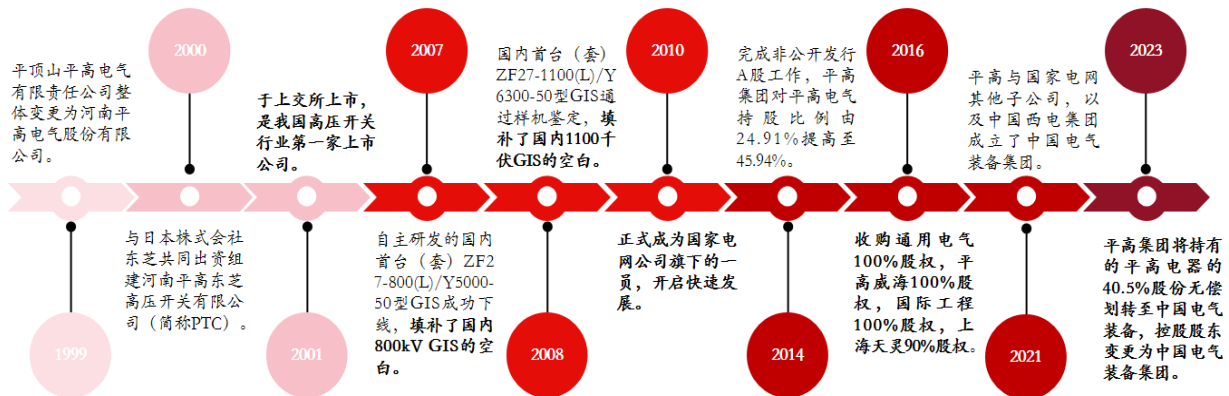 1999
平顶山平高电气
有限责任公司整
体变更为河南平
高电气股份有限
公司。
2000
与日本株式会社
东芝共同出资组
建河南平高东芝
高压开关有限公
司（简称PTC）。
2001
于上交所上市，
是我国高压开关
行业第一家上市
公司。
2007
自主研发的国内
首台（套）ZF2
7-800(L)/Y5000-
50型GIS成功下
线，填补了国内
800kV GIS的空
白。
2008
国内首台（套）
ZF27-1100(L)/Y
6300-50型GIS通
过样机鉴定，填
补了国内1100千
伏GIS的空白。
2010
正式成为国家电
网公司旗下的一
员，开启快速发
展。
2014
完成非公开发行
A股工作，平高
集团对平高电气
持股比例由
24.91%提高至
45.94%。
2016
收购通用电气
100%股权，平
高威海100%股
权，国际工程
100%股权，上
海天灵90%股权。
2021
平高与国家电网
其他子公司，以
及中国西电集团
成立了中国电气
装备集团。
2023
平高集团将持有
的平高电器的
40.5%股份无偿
划转至中国电气
装备，控股股东
变更为中国电气
装备集团。